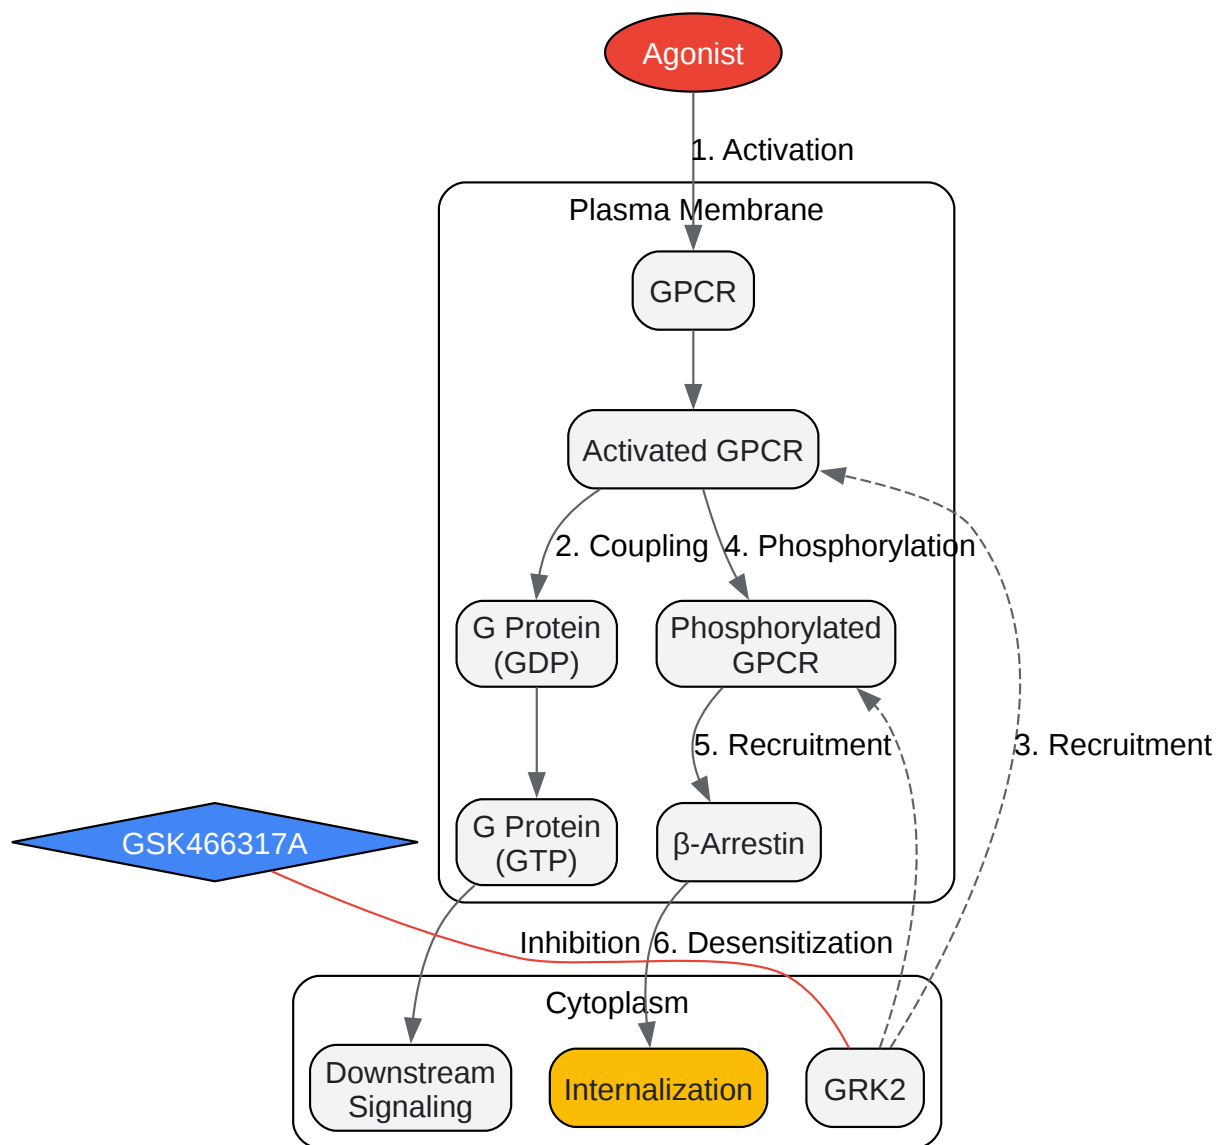 Agonist
1. Activation
Plasma Membrane
GPCR
Activated GPCR
2. Coupling
4. Phosphorylation
G Protein
(GDP)
Phosphorylated
GPCR
5. Recruitment
3. Recruitment
GSK466317A
G Protein
(GTP)
β-Arrestin
Inhibition
6. Desensitization
Cytoplasm
Downstream
Signaling
Internalization
GRK2